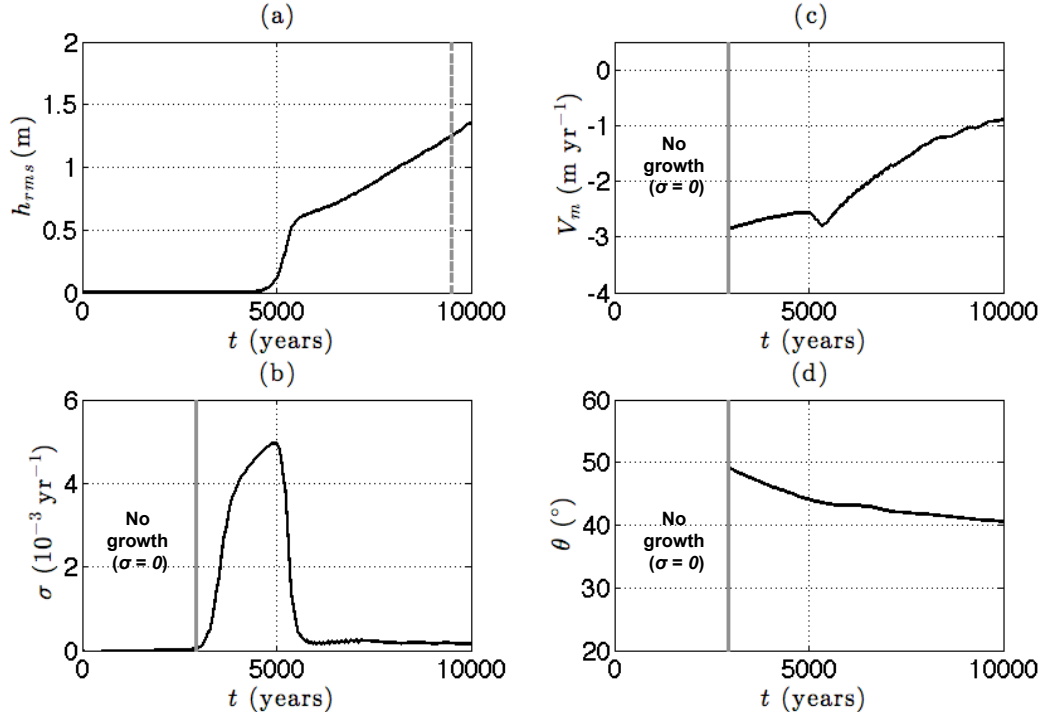 (a)
2
1.5
1
0.5
0
h_rms (m)
0
5000
10000
t (years)
(b)
6
4
2
0
σ (10⁻³ yr⁻¹)
No
growth
(σ = 0)
0
5000
10000
t (years)
(c)
0
-1
-2
-3
-4
V_m (m yr⁻¹)
No
growth
(σ = 0)
0
5000
10000
t (years)
(d)
60
50
40
30
20
θ (°)
No
growth
(σ = 0)
0
5000
10000
t (years)